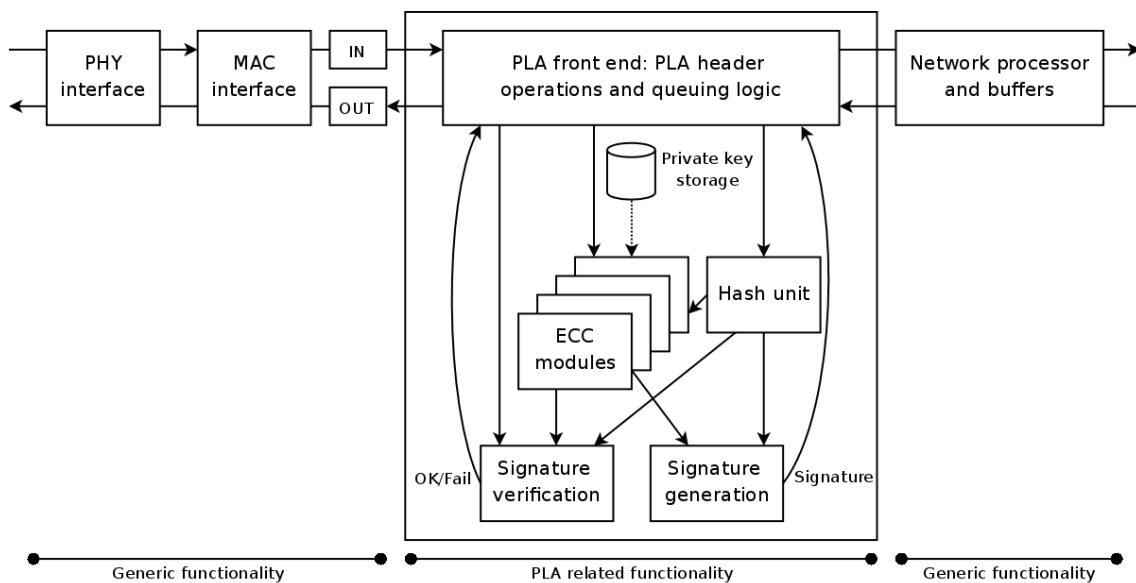 PHY
interface
MAC
interface
IN
OUT
PLA front end: PLA header
operations and queuing logic
Network processor
and buffers
Private key
storage
Hash unit
ECC
modules
OK/Fail
Signature
verification
Signature
generation
Signature
Generic functionality
PLA related functionality
Generic functionality